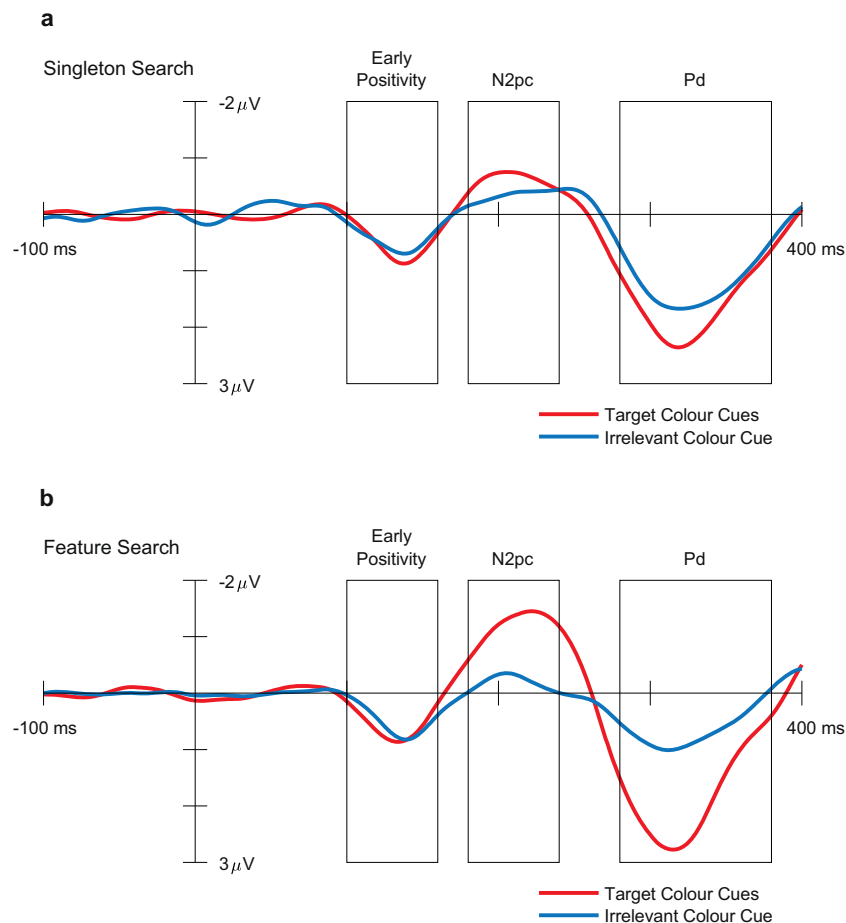 a
Singleton Search
Early
Positivity
N2pc
Pd
-2 μV
-100 ms
400 ms
3 μV
Target Colour Cues
Irrelevant Colour Cue
b
Feature Search
Early
Positivity
N2pc
Pd
-2 μV
-100 ms
400 ms
3 μV
Target Colour Cues
Irrelevant Colour Cue